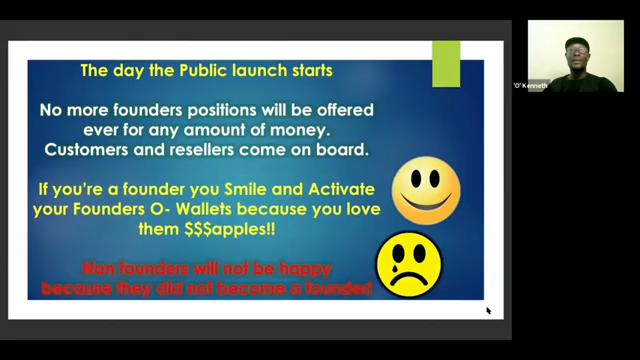 The day the Public launch starts
No more founders positions will be offered
ever for any amount of money.
Customers and resellers come on board.
If you're a founder you Smile and Activate
your Founders O- Wallets because you love
them $$$apples!!
Non founders will not be happy
because they did not become a founder!
'O' Kenneth